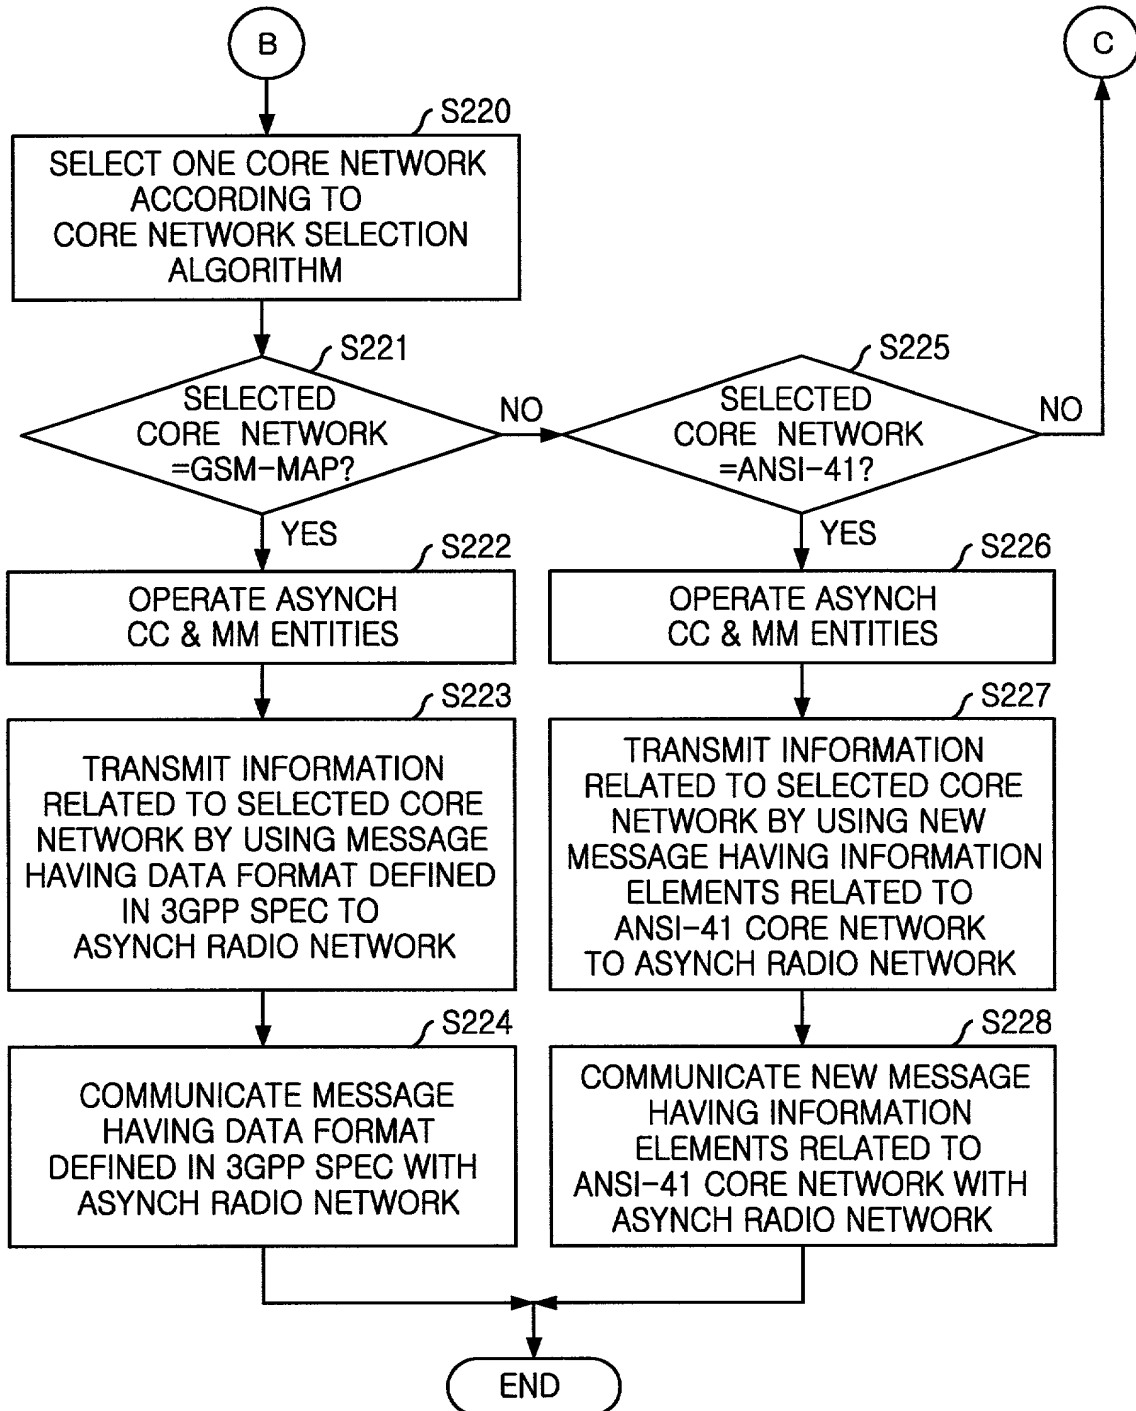 B
C
S220
SELECT ONE CORE NETWORK
ACCORDING TO
CORE NETWORK SELECTION
ALGORITHM
S221
SELECTED
CORE NETWORK
=GSM-MAP?
NO
YES
S225
SELECTED
CORE NETWORK
=ANSI-41?
NO
YES
S222
OPERATE ASYNCH
CC & MM ENTITIES
S226
OPERATE ASYNCH
CC & MM ENTITIES
S223
TRANSMIT INFORMATION
RELATED TO SELECTED CORE
NETWORK BY USING MESSAGE
HAVING DATA FORMAT DEFINED
IN 3GPP SPEC TO
ASYNCH RADIO NETWORK
S227
TRANSMIT INFORMATION
RELATED TO SELECTED CORE
NETWORK BY USING NEW
MESSAGE HAVING INFORMATION
ELEMENTS RELATED TO
ANSI-41 CORE NETWORK
TO ASYNCH RADIO NETWORK
S224
COMMUNICATE MESSAGE
HAVING DATA FORMAT
DEFINED IN 3GPP SPEC WITH
ASYNCH RADIO NETWORK
S228
COMMUNICATE NEW MESSAGE
HAVING INFORMATION
ELEMENTS RELATED TO
ANSI-41 CORE NETWORK WITH
ASYNCH RADIO NETWORK
END